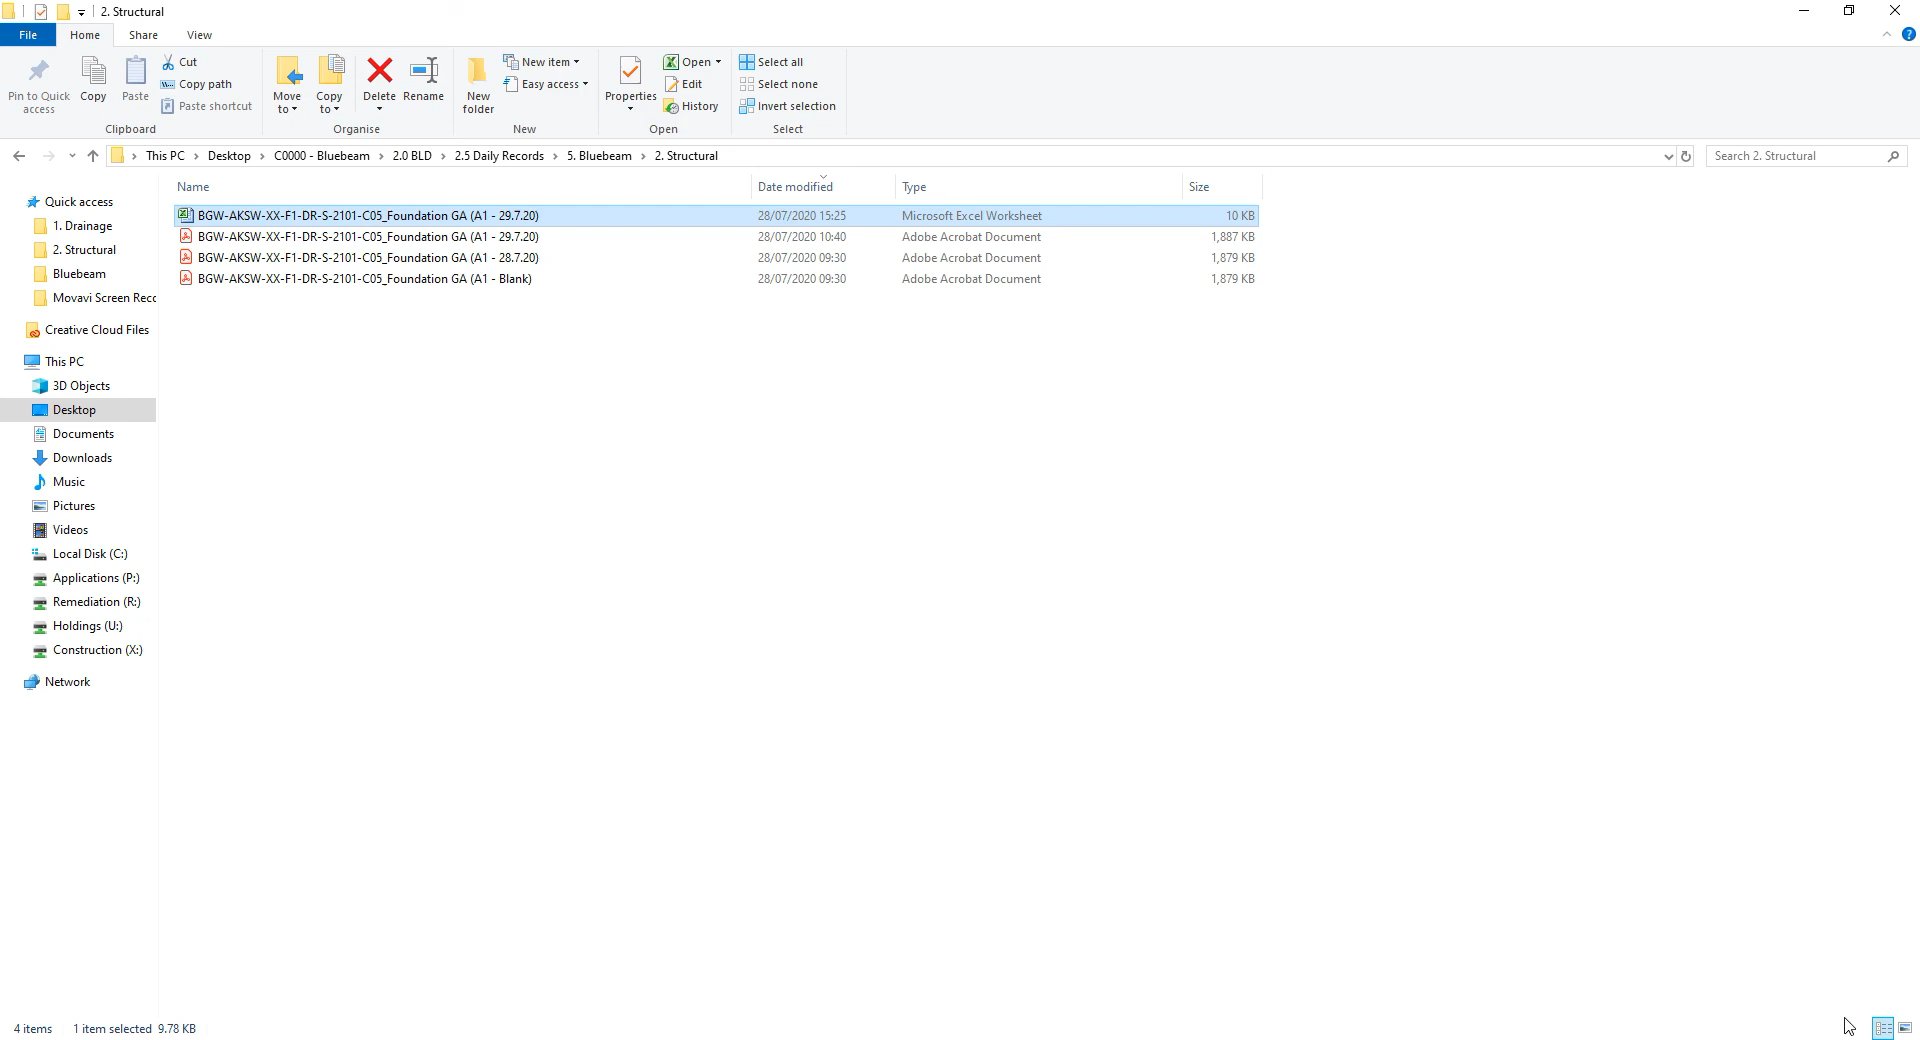 2. Structural
File Home Share View
Pin to Quick access
Copy
Paste
Cut
Copy path
Paste shortcut
Clipboard
Move to
Copy to
Delete
Rename
Organise
New folder
New item
Easy access
New
Properties
Open
Edit
History
Open
Select all
Select none
Invert selection
Select
This PC > Desktop > C0000 - Bluebeam > 2.0 BLD > 2.5 Daily Records > 5. Bluebeam > 2. Structural
Search 2. Structural
Quick access
1. Drainage
2. Structural
Bluebeam
Movavi Screen Recc
Creative Cloud Files
This PC
3D Objects
Desktop
Documents
Downloads
Music
Pictures
Videos
Local Disk (C:)
Applications (P:)
Remediation (R:)
Holdings (U:)
Construction (X:)
Network
Name Date modified Type Size
BGW-AKSW-XX-F1-DR-S-2101-C05_Foundation GA (A1 - 29.7.20) 28/07/2020 15:25 Microsoft Excel Worksheet 10 KB
BGW-AKSW-XX-F1-DR-S-2101-C05_Foundation GA (A1 - 29.7.20) 28/07/2020 10:40 Adobe Acrobat Document 1,887 KB
BGW-AKSW-XX-F1-DR-S-2101-C05_Foundation GA (A1 - 28.7.20) 28/07/2020 09:30 Adobe Acrobat Document 1,879 KB
BGW-AKSW-XX-F1-DR-S-2101-C05_Foundation GA (A1 - Blank) 28/07/2020 09:30 Adobe Acrobat Document 1,879 KB
4 items 1 item selected 9.78 KB